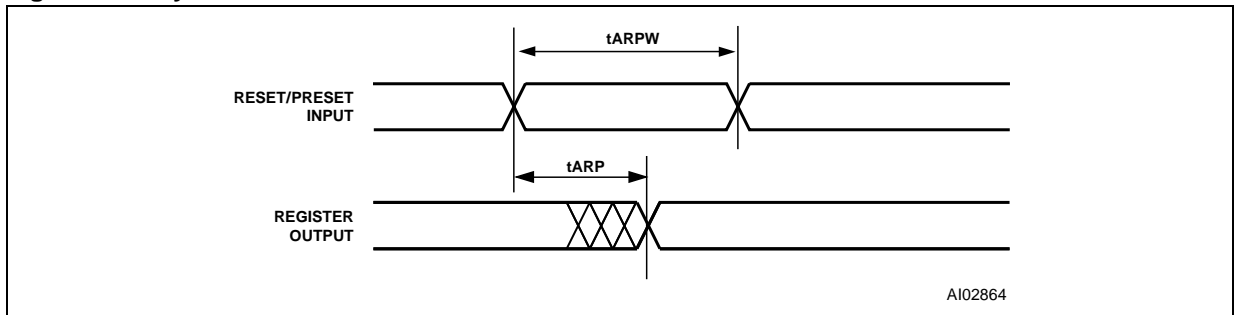 tARPW
RESET/PRESET
INPUT
tARP
REGISTER
OUTPUT
AI02864